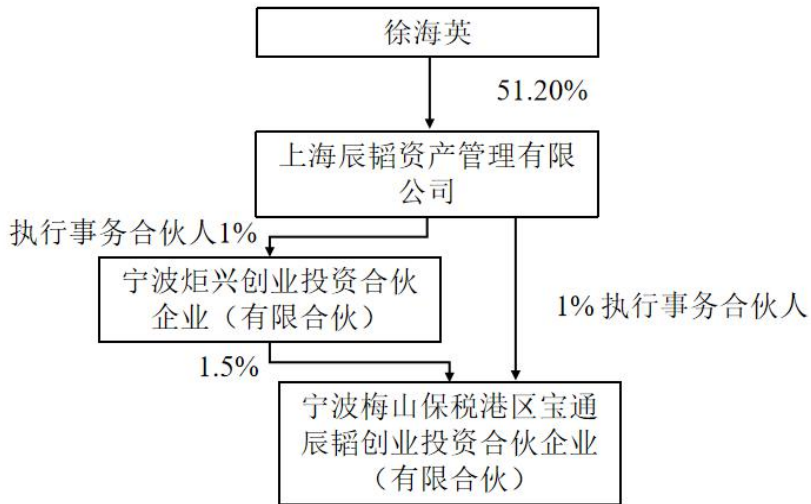 徐海英
51.20%
上海辰韬资产管理有限
公司
执行事务合伙人1%
宁波炬兴创业投资合伙
企业（有限合伙）
1% 执行事务合伙人
1.5%
宁波梅山保税港区宝通
辰韬创业投资合伙企业
（有限合伙）